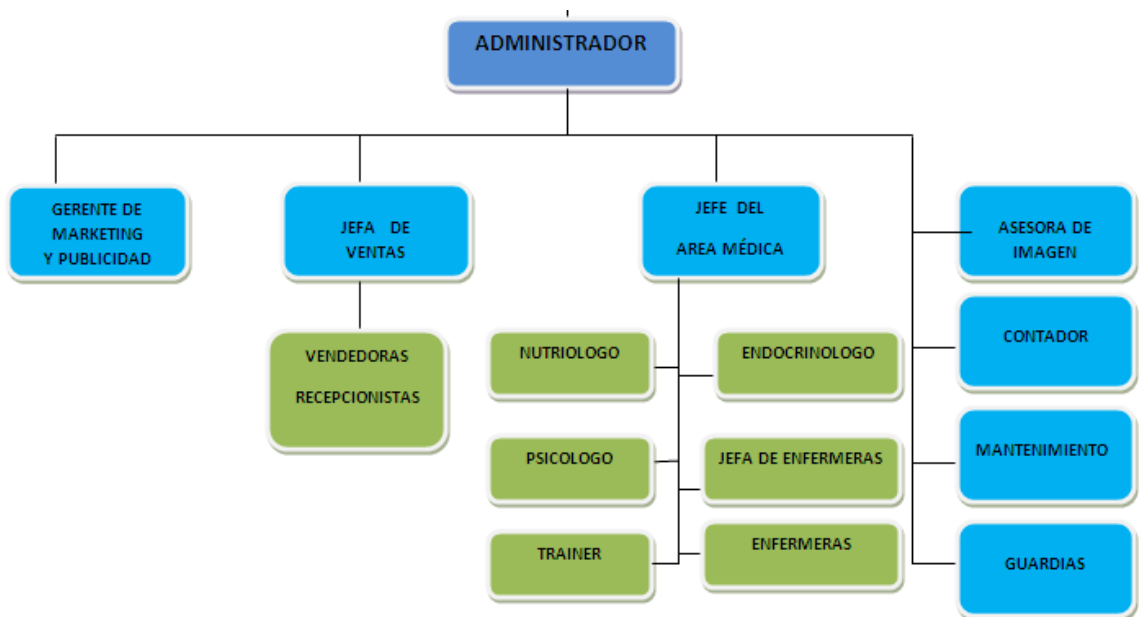 ADMINISTRADOR
GERENTE DE
MARKETING
Y PUBLICIDAD
JEFA DE
VENTAS
JEFE DEL
AREA MÉDICA
ASESORA DE
IMAGEN
VENDEDORAS
RECEPCIONISTAS
NUTRIOLOGO
ENDOCRINOLOGO
CONTADOR
PSICOLOGO
JEFA DE ENFERMERAS
MANTENIMIENTO
TRAINER
ENFERMERAS
GUARDIAS